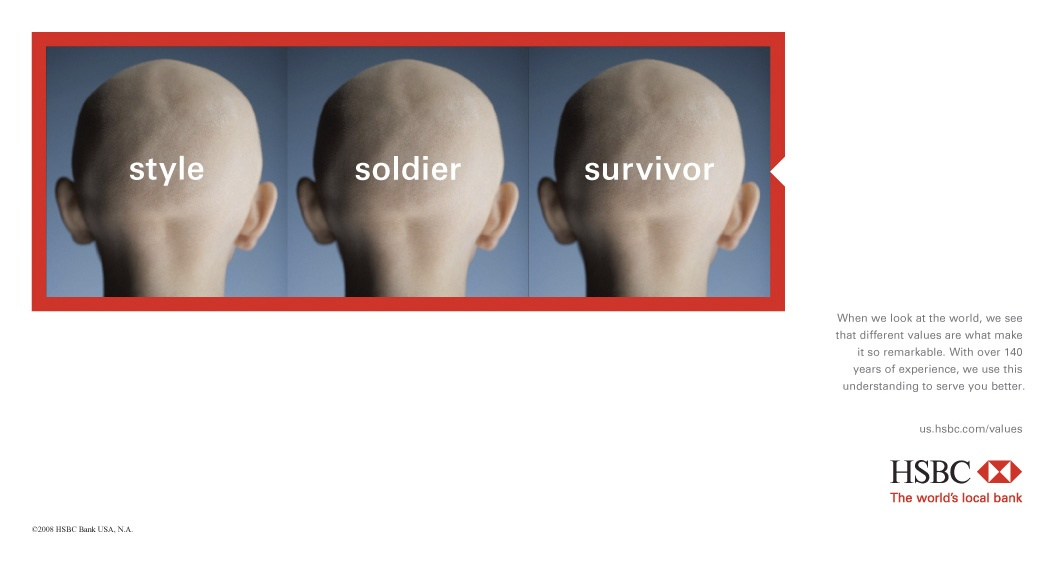 style
soldier
survivor
When we look at the world, we see
that different values are what make
it so remarkable. With over 140
years of experience, we use this
understanding to serve you better.
us.hsbc.com/values
HSBC
The world's local bank
©2008 HSBC Bank USA, N.A.